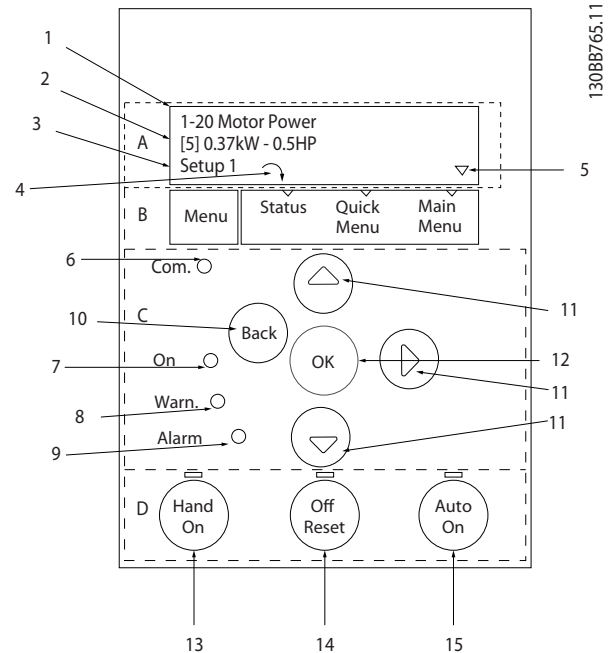 130BB765.11
1
2
3
4
A
1-20 Motor Power
[5] 0.37kW - 0.5HP
Setup 1
5
B
Menu
Status
Quick
Menu
Main
Menu
6
Com.
C
10
Back
11
7
On
OK
12
11
8
Warn.
11
9
Alarm
D
Hand
On
Off
Reset
Auto
On
13
14
15